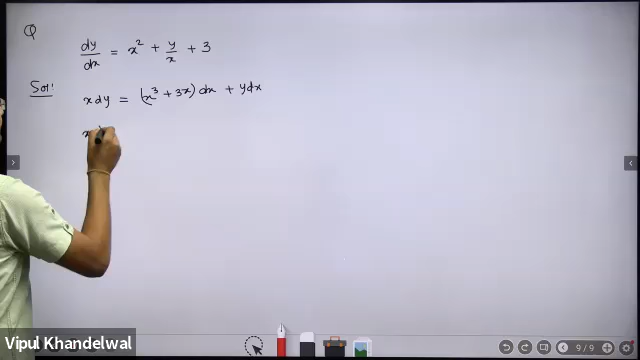 Q
dy/dx = x² + y/x + 3
Sol:
x dy = (x³ + 3x) dx + y dx
x
Vipul Khandelwal
9 / 9